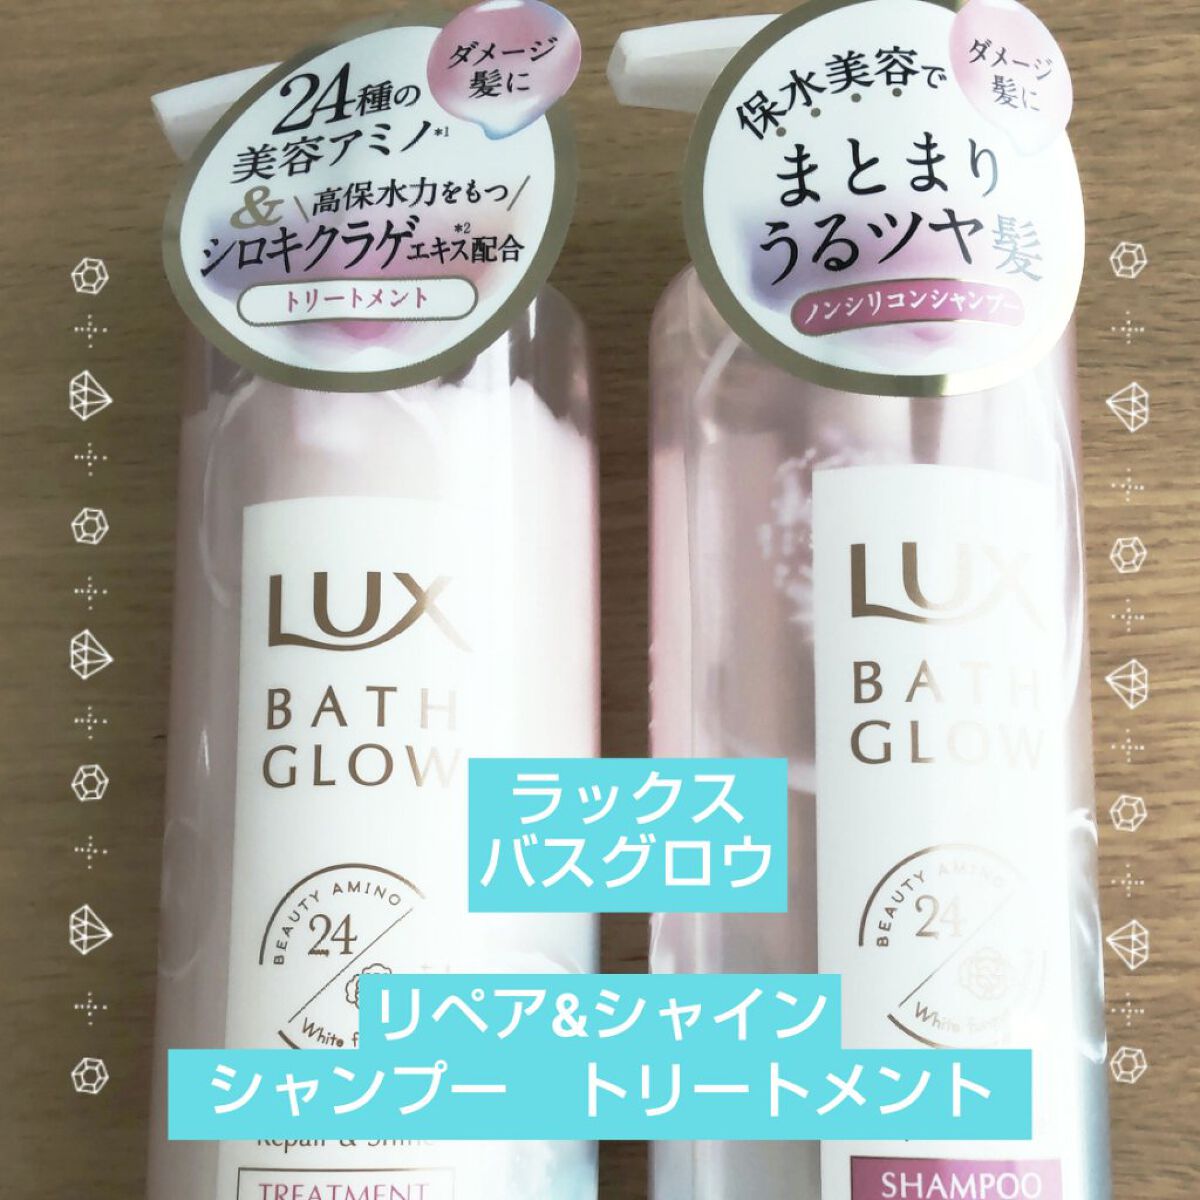 ダメージ
髪に
24種の
美容アミノ*1
&
\高保水力をもつ/
シロキクラゲエキス*2配合
トリートメント
ダメージ
髪に
保水美容で
まとまり
うるツヤ髪
ノンシリコンシャンプー
LUX
BATH
GLOW
BEAUTY AMINO
24
White
LUX
BATH
GLOW
BEAUTY AMINO
24
White
ラックス
バスグロウ
リペア&シャイン
シャンプー　トリートメント
Repair & Shine
TREATMENT
SHAMPOO